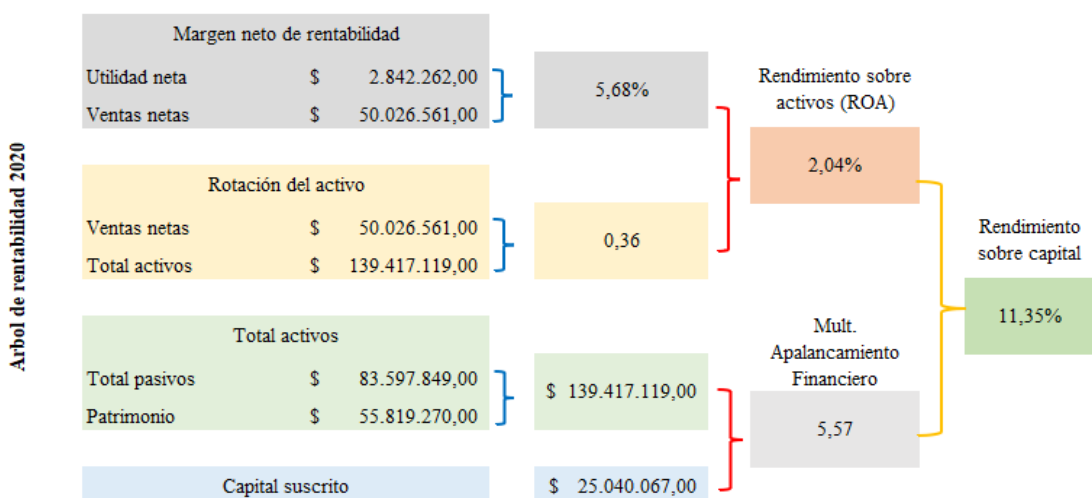 Arbol de rentabilidad 2020
Margen neto de rentabilidad
Utilidad neta $ 2.842.262,00
Ventas netas $ 50.026.561,00
5,68%
Rotación del activo
Ventas netas $ 50.026.561,00
Total activos $ 139.417.119,00
0,36
Rendimiento sobre
activos (ROA)
2,04%
Total activos
Total pasivos $ 83.597.849,00
Patrimonio $ 55.819.270,00
$ 139.417.119,00
Capital suscrito $ 25.040.067,00
Mult.
Apalancamiento
Financiero
5,57
Rendimiento
sobre capital
11,35%